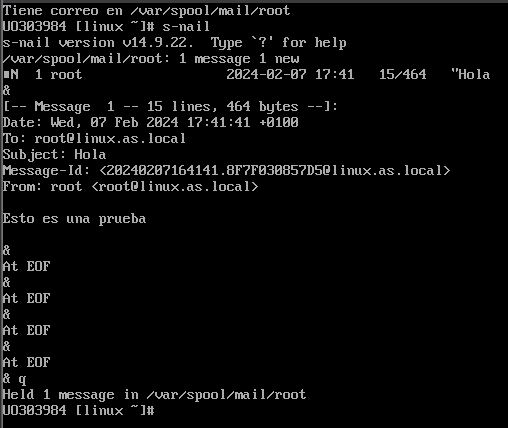 Tiene correo en /var/spool/mail/root
UO303984 [linux ~]# s-nail
s-nail version v14.9.22.  Type `?' for help
/var/spool/mail/root: 1 message 1 new
▪N  1 root                  2024-02-07 17:41   15/464   "Hola
&
[-- Message  1 -- 15 lines, 464 bytes --]:
Date: Wed, 07 Feb 2024 17:41:41 +0100
To: root@linux.as.local
Subject: Hola
Message-Id: <20240207164141.8F7F030857D5@linux.as.local>
From: root <root@linux.as.local>

Esto es una prueba

&
At EOF
&
At EOF
&
At EOF
&
At EOF
& q
Held 1 message in /var/spool/mail/root
UO303984 [linux ~]#